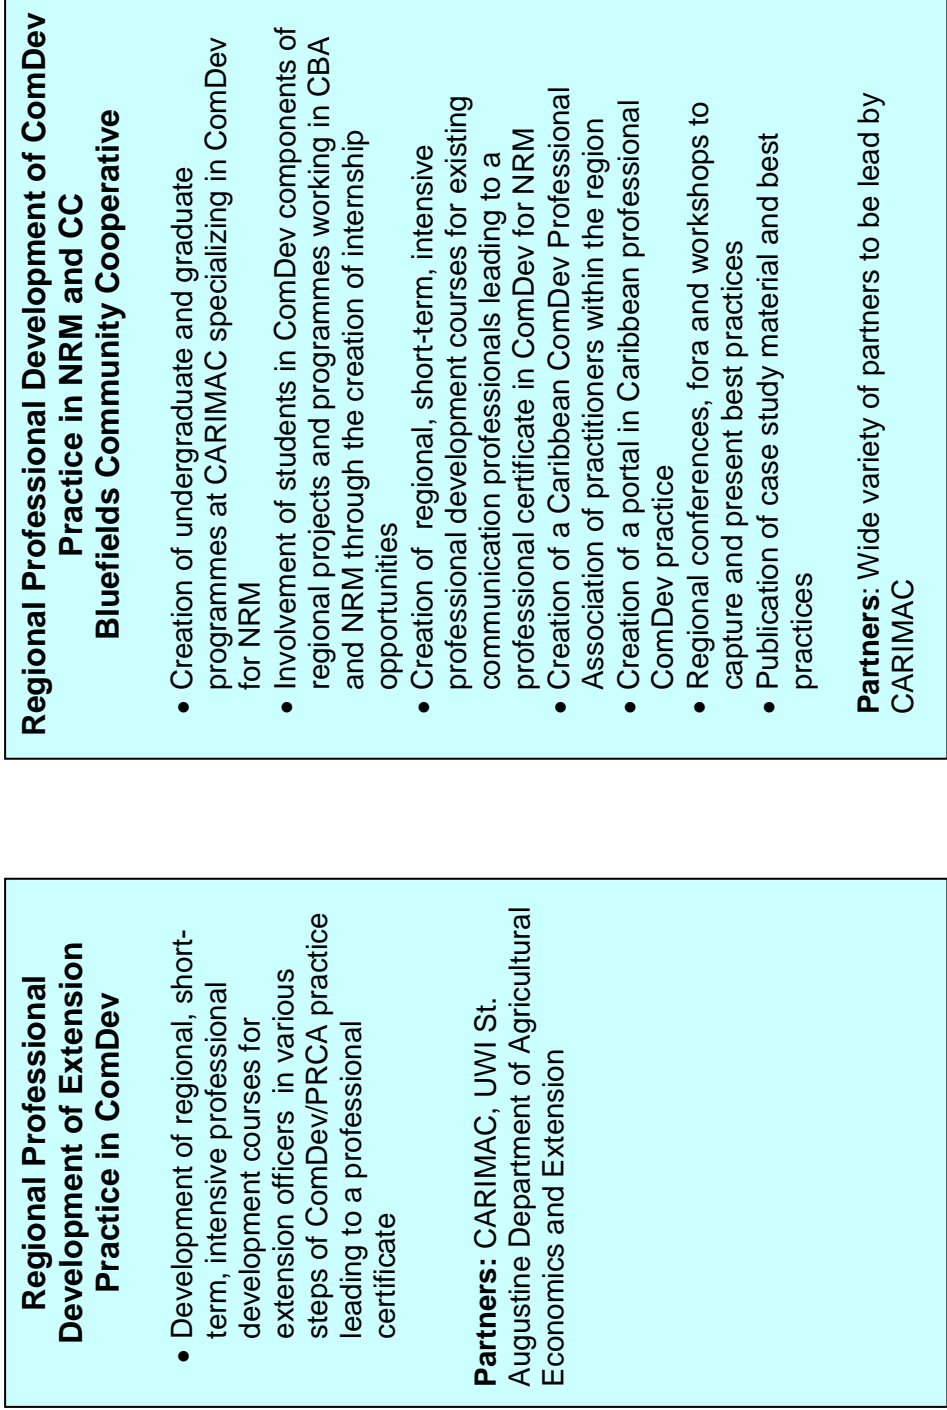 Regional Professional
Development of Extension
Practice in ComDev
• Development of regional, short-
term, intensive professional
development courses for
extension officers in various
steps of ComDev/PRCA practice
leading to a professional
certificate
Partners: CARIMAC, UWI St.
Augustine Department of Agricultural
Economics and Extension
Regional Professional Development of ComDev
Practice in NRM and CC
Bluefields Community Cooperative
• Creation of undergraduate and graduate
programmes at CARIMAC specializing in ComDev
for NRM
• Involvement of students in ComDev components of
regional projects and programmes working in CBA
and NRM through the creation of internship
opportunities
• Creation of regional, short-term, intensive
professional development courses for existing
communication professionals leading to a
professional certificate in ComDev for NRM
• Creation of a Caribbean ComDev Professional
Association of practitioners within the region
• Creation of a portal in Caribbean professional
ComDev practice
• Regional conferences, fora and workshops to
capture and present best practices
• Publication of case study material and best
practices
Partners: Wide variety of partners to be lead by
CARIMAC